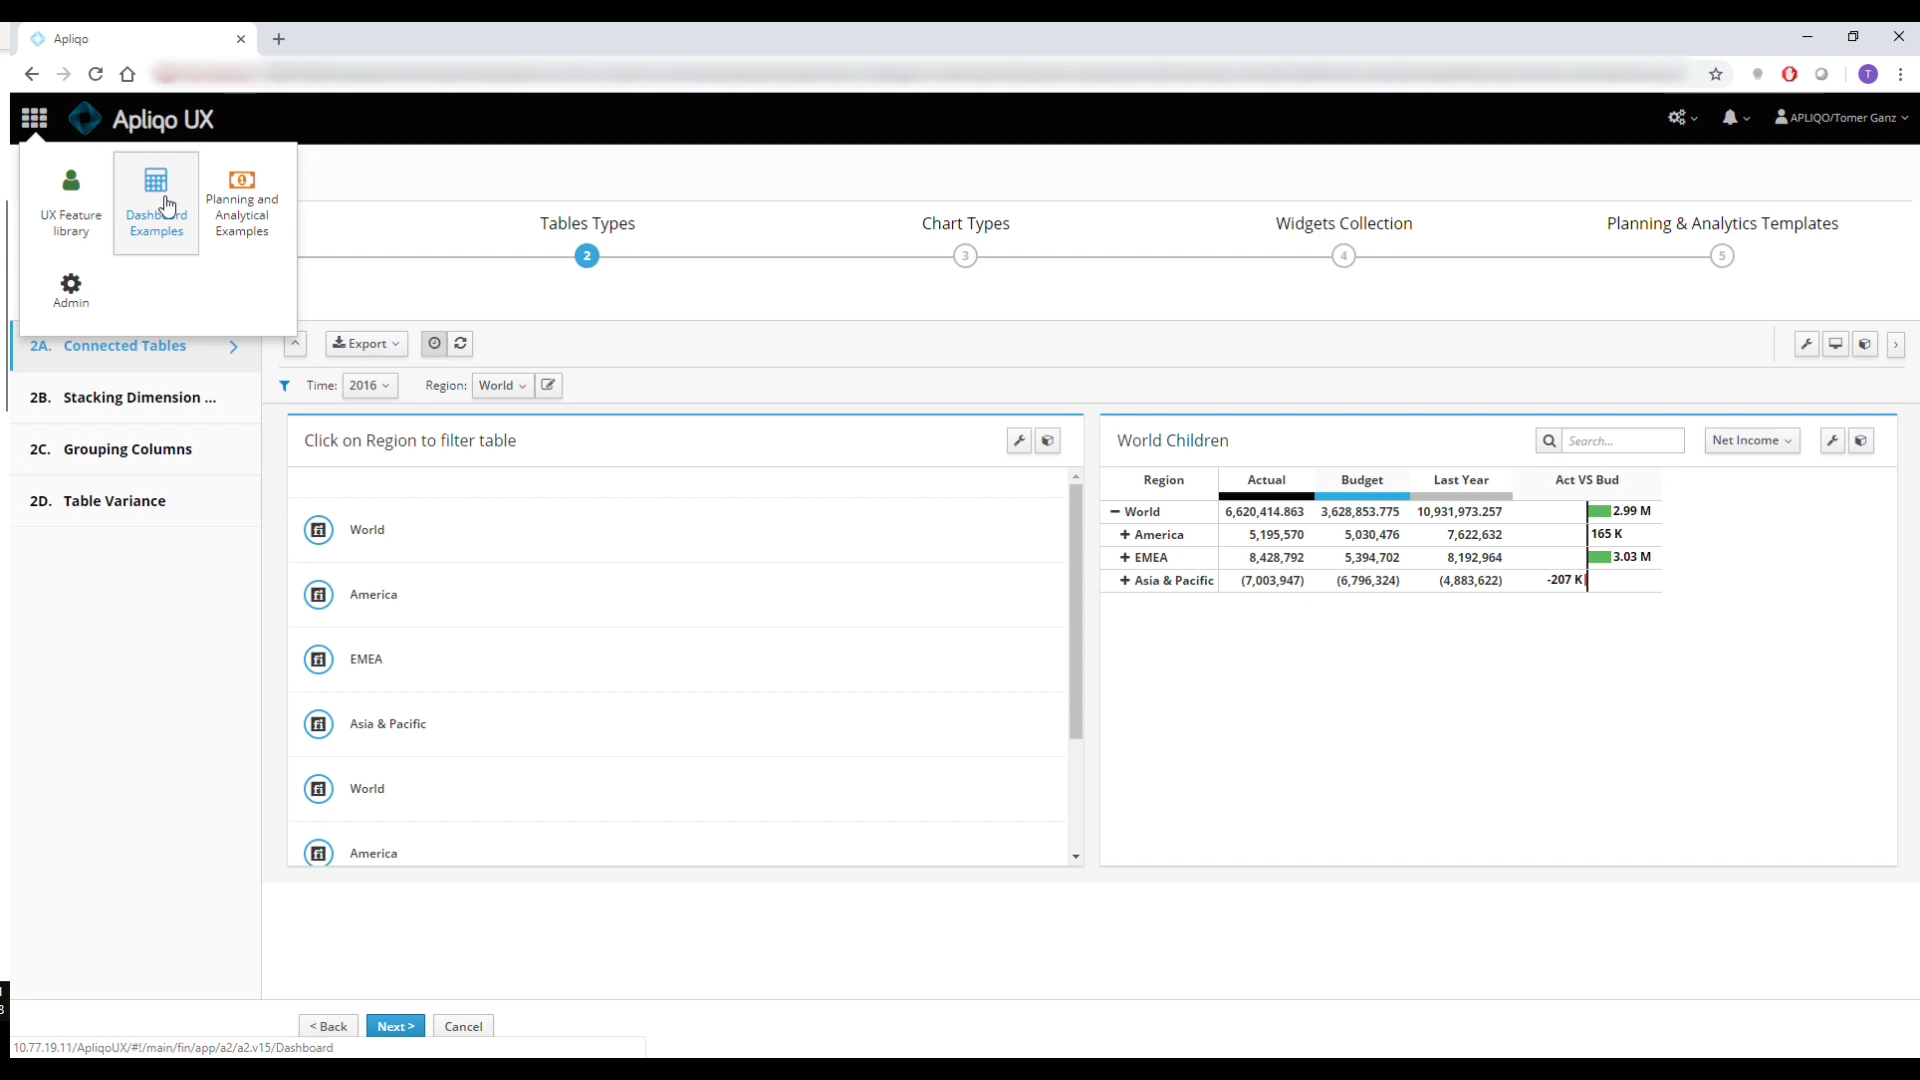 Apliqo
T
Apliqo UX
APLIQO/Tomer Ganz
UX Feature
library
Dashboard
Examples
Planning and
Analytical
Examples
Admin
Tables Types
Chart Types
Widgets Collection
Planning & Analytics Templates
2
3
4
5
2A. Connected Tables
2B. Stacking Dimension ...
2C. Grouping Columns
2D. Table Variance
Export
Time: 2016 Region: World
Click on Region to filter table
World
America
EMEA
Asia & Pacific
World
America
World Children
Search...
Net Income
Region Actual Budget Last Year Act VS Bud
World 6,620,414.863 3,628,853.775 10,931,973.257 2.99 M
America 5,195,570 5,030,476 7,622,632 165 K
EMEA 8,428,792 5,394,702 8,192,964 3.03 M
Asia & Pacific (7,003,947) (6,796,324) (4,883,622) -207 K
< Back Next > Cancel
10.77.19.11/ApliqoUX/#!/main/fin/app/a2/a2.v15/Dashboard